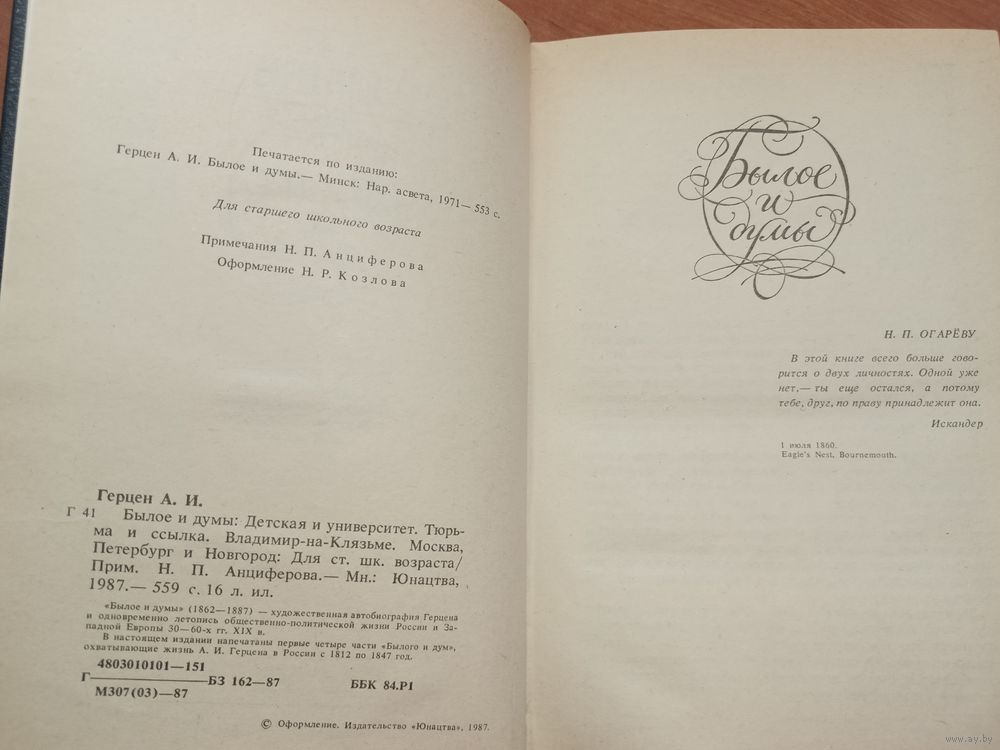 Печатается по изданию:
Герцен А. И. Былое и думы.— Минск: Нар. асвета, 1971— 553 с.
Для старшего школьного возраста
Примечания Н. П. Анциферова
Оформление Н. Р. Козлова
Герцен А. И.
Г 41 Былое и думы: Детская и университет. Тюрь-
ма и ссылка. Владимир-на-Клязьме. Москва,
Петербург и Новгород: Для ст. шк. возраста/
Прим. Н. П. Анциферова.— Мн.: Юнацтва,
1987.— 559 с. 16 л. ил.
«Былое и думы» (1862—1887) — художественная автобиография Герцена
и одновременно летопись общественно-политической жизни России и За-
падной Европы 30—60-х гг. XIX в.
В настоящем издании напечатаны первые четыре части «Былого и дум»,
охватывающие жизнь А. И. Герцена в России с 1812 по 1847 год.
4803010101—151
Г БЗ 162—87 ББК 84.Р1
М307(03)—87
© Оформление. Издательство «Юнацтва», 1987.
Былое
и
думы
Н. П. ОГАРЁВУ
В этой книге всего больше гово-
рится о двух личностях. Одной уже
нет,— ты еще остался, а потому
тебе, друг, по праву принадлежит она.
Искандер
1 июля 1860.
Eagle's Nest, Bournemouth.
www.ay.by